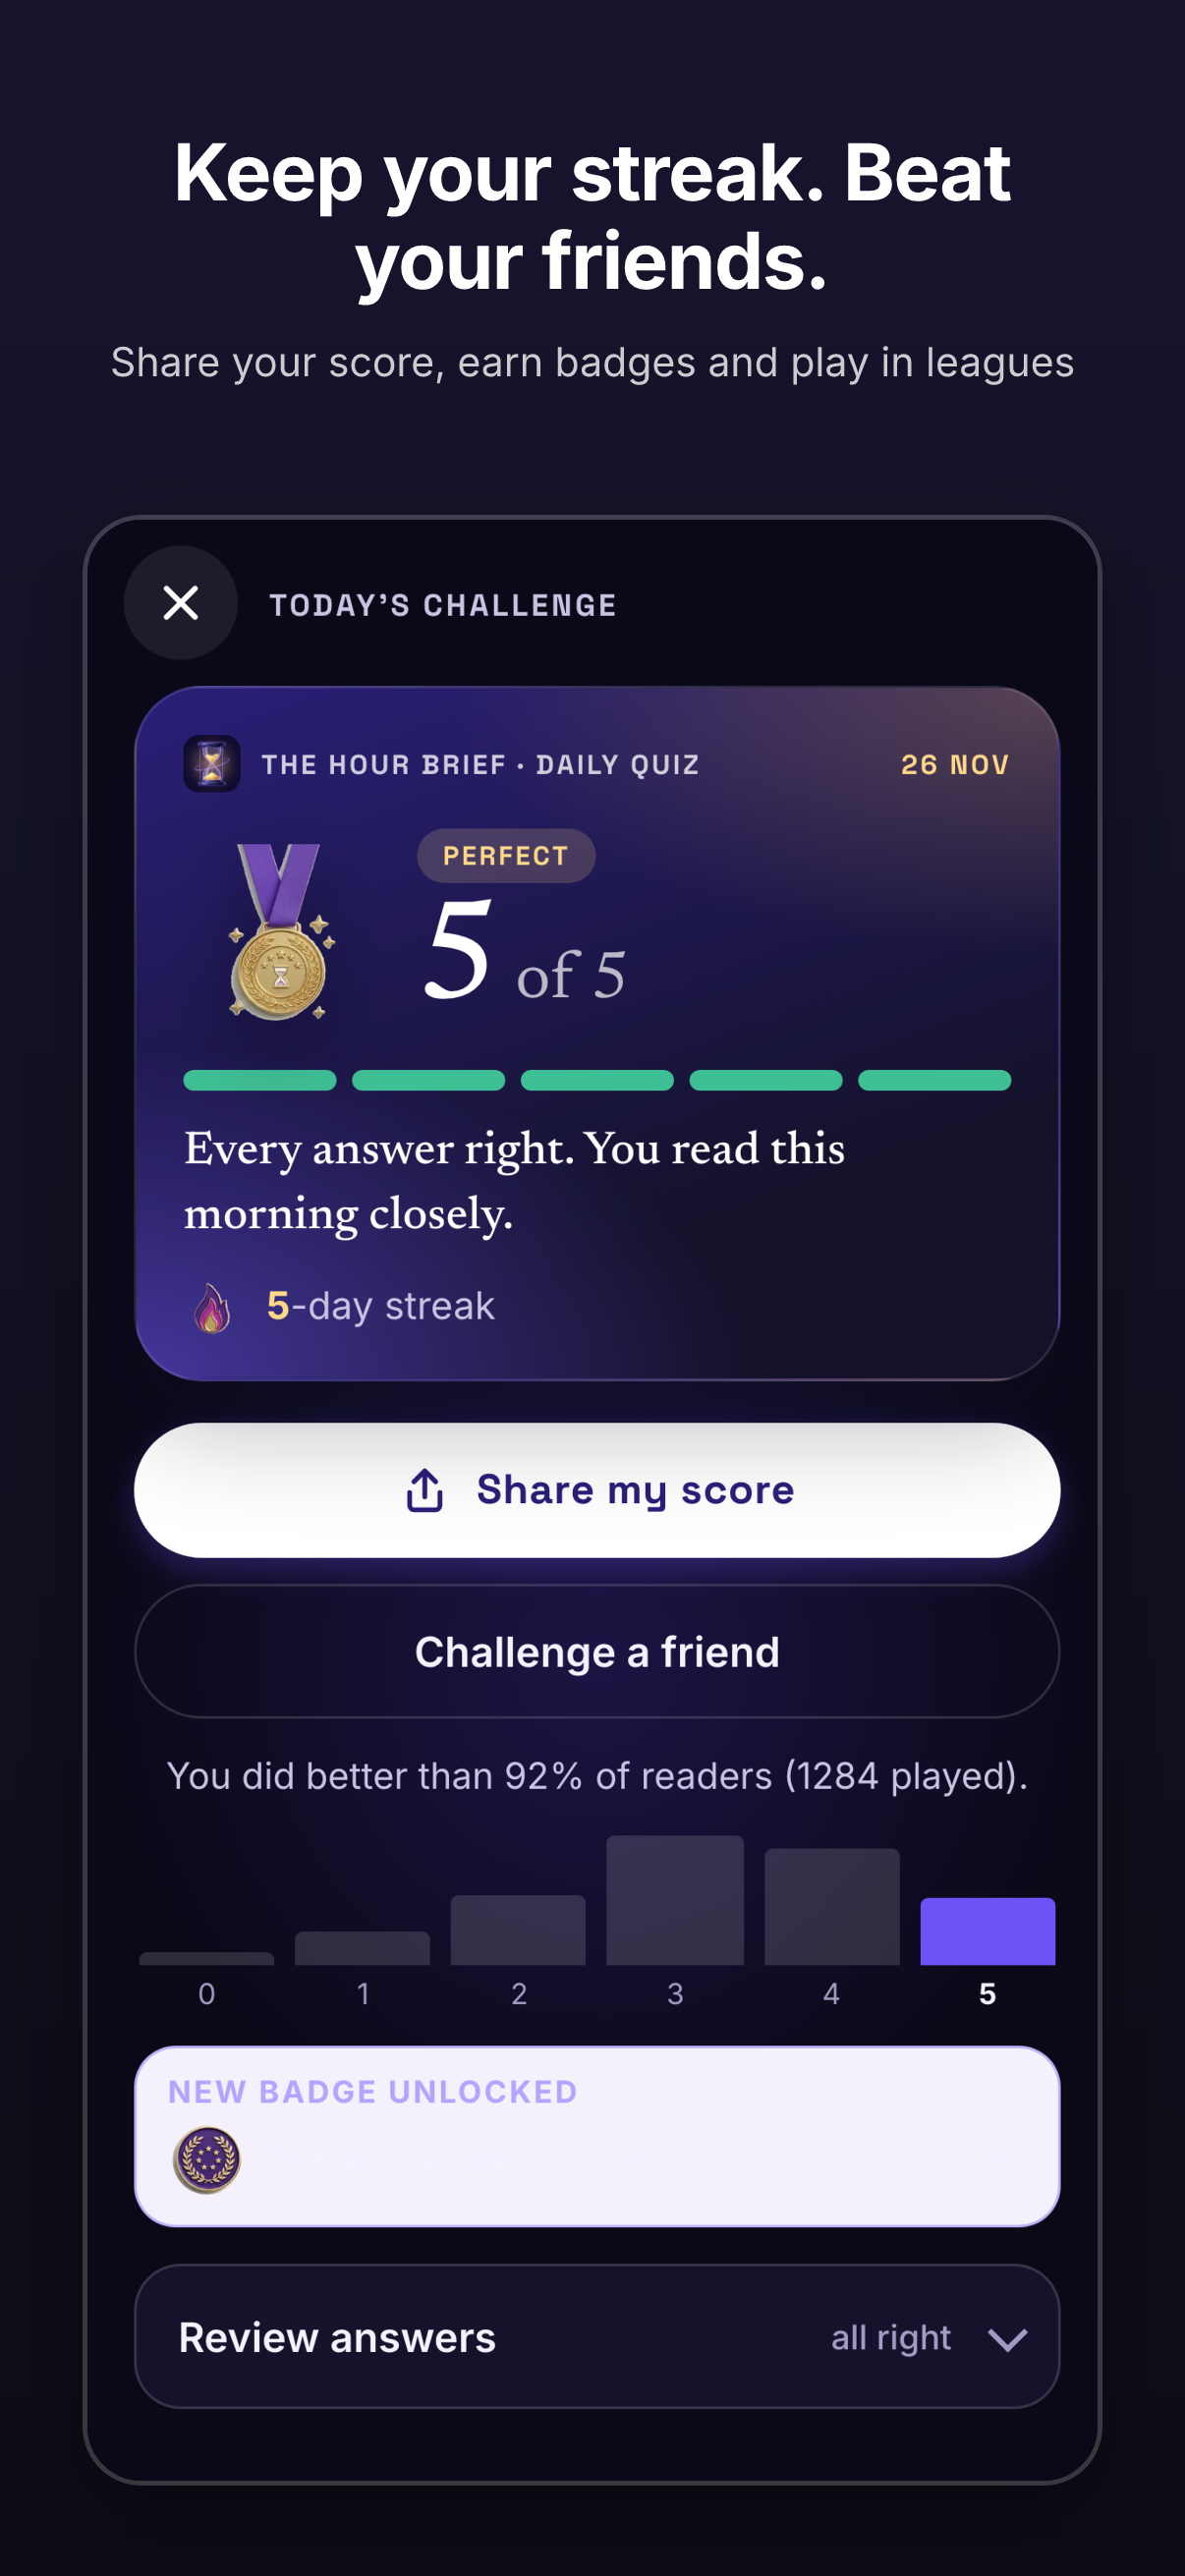 Keep your streak. Beat
your friends.
Share your score, earn badges and play in leagues
TODAY’S CHALLENGE
THE HOUR BRIEF · DAILY QUIZ
26 NOV
PERFECT
5 of 5
Every answer right. You read this
morning closely.
5-day streak
Share my score
Challenge a friend
You did better than 92% of readers (1284 played).
0 1 2 3 4 5
NEW BADGE UNLOCKED
Review answers
all right